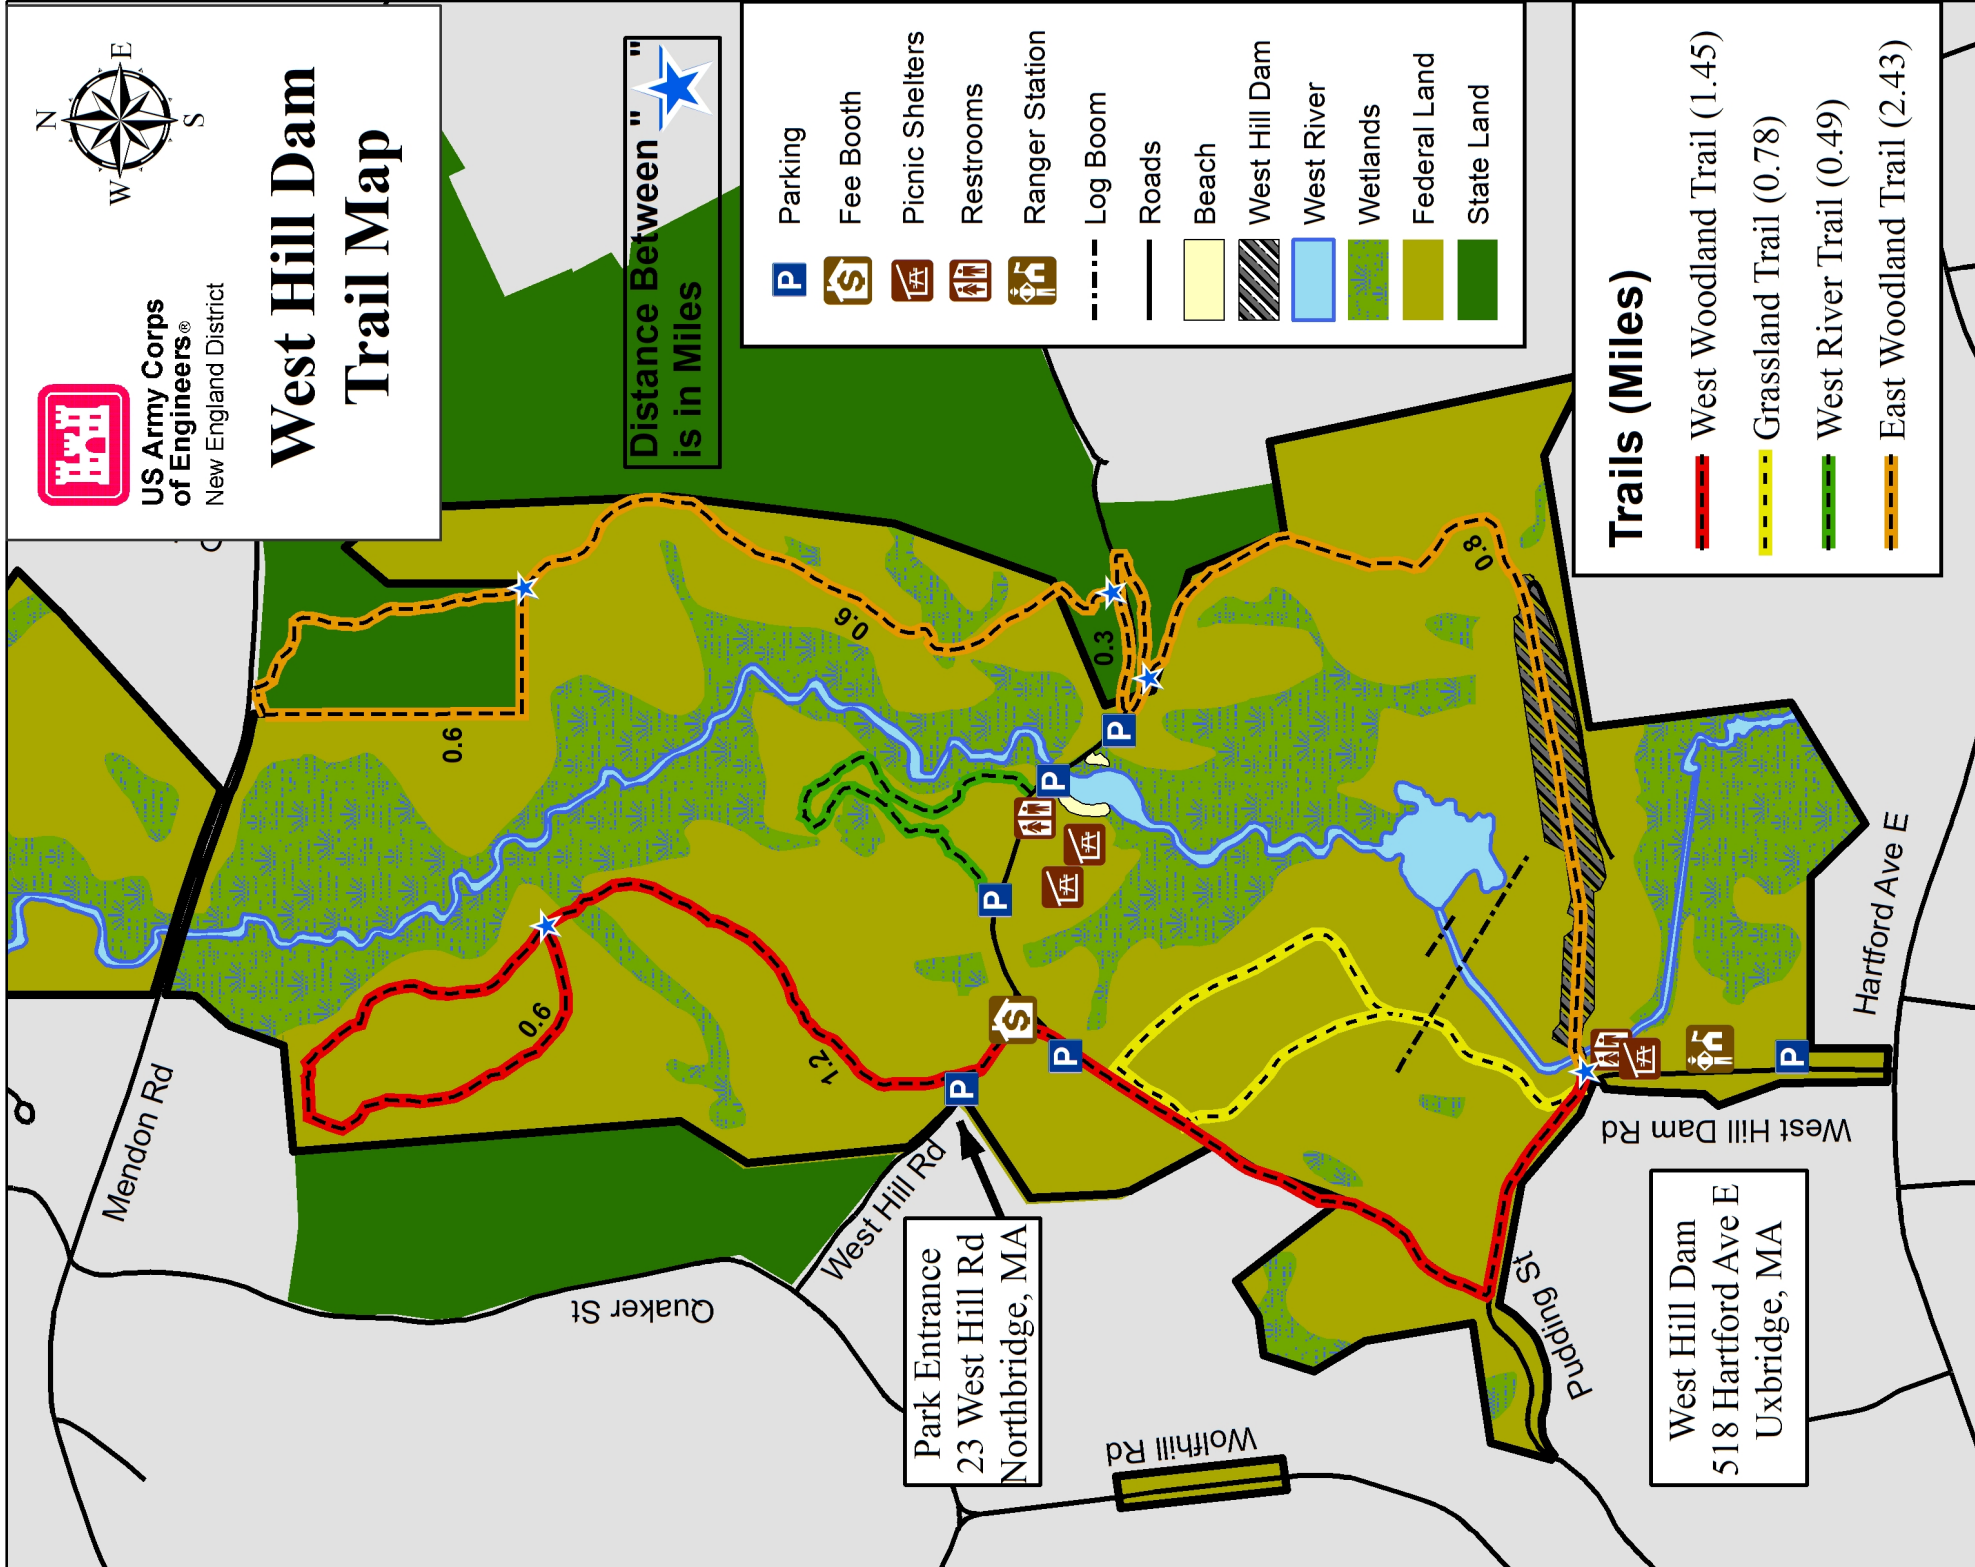 US Army Corps
of Engineers®
New England District
West Hill Dam
Trail Map
N
E
S
W
Distance Between " "
is in Miles
Parking
Fee Booth
Picnic Shelters
Restrooms
Ranger Station
Log Boom
Roads
Beach
West Hill Dam
West River
Wetlands
Federal Land
State Land
P
$
Trails (Miles)
West Woodland Trail (1.45)
Grassland Trail (0.78)
West River Trail (0.49)
East Woodland Trail (2.43)
Mendon Rd
Quaker St
West Hill Rd
Park Entrance
23 West Hill Rd
Northbridge, MA
Wolfhill Rd
Pudding St
West Hill Dam Rd
Hartford Ave E
West Hill Dam
518 Hartford Ave E
Uxbridge, MA
0.6
0.6
1.2
0.6
0.3
0.8
P
P
P
P
P
P
$